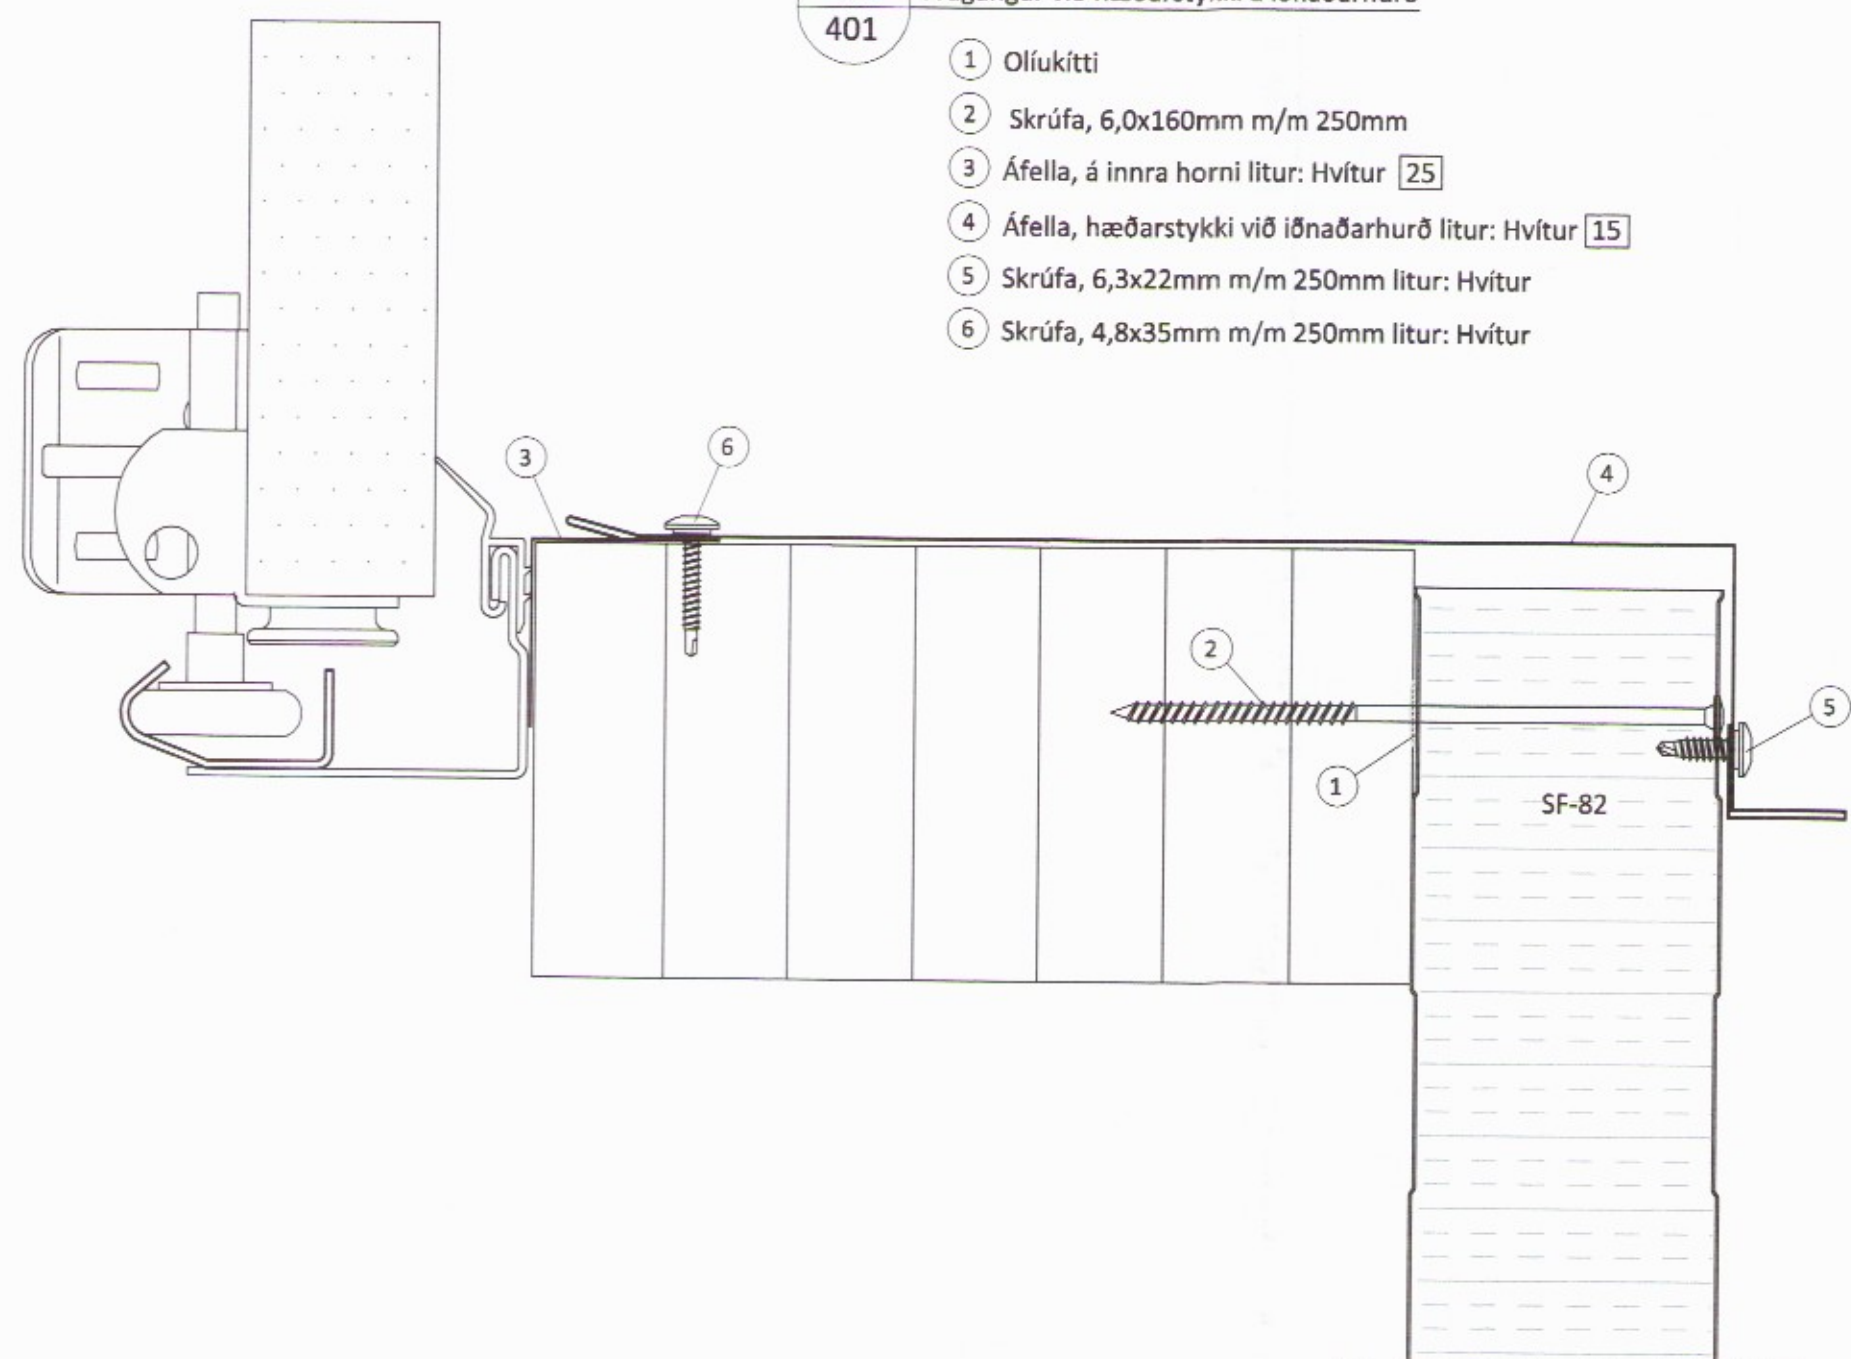 401
1 Olíukítti
2 Skrúfa, 6,0x160mm m/m 250mm
3 Áfella, á innra horni litur: Hvítur 25
4 Áfella, hæðarstykki við iðnaðarhurð litur: Hvítur 15
5 Skrúfa, 6,3x22mm m/m 250mm litur: Hvítur
6 Skrúfa, 4,8x35mm m/m 250mm litur: Hvítur
3
6
4
2
5
1
SF-82